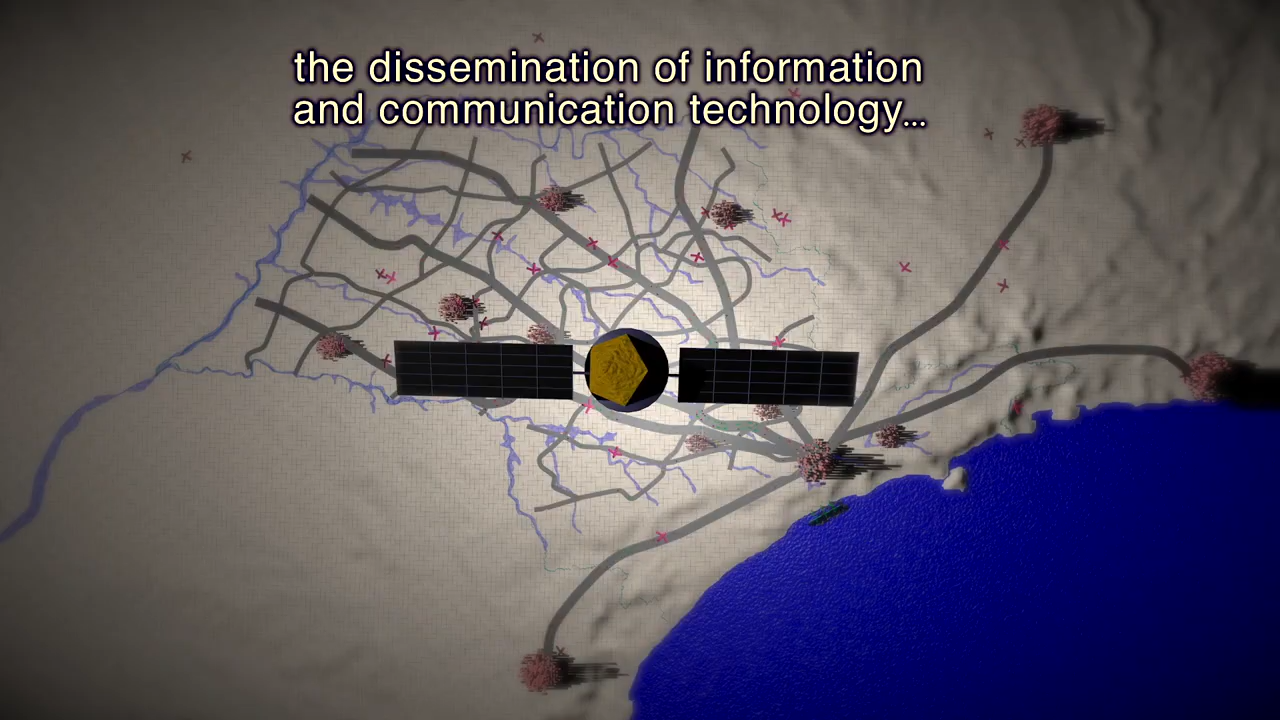 the dissemination of information
and communication technology...